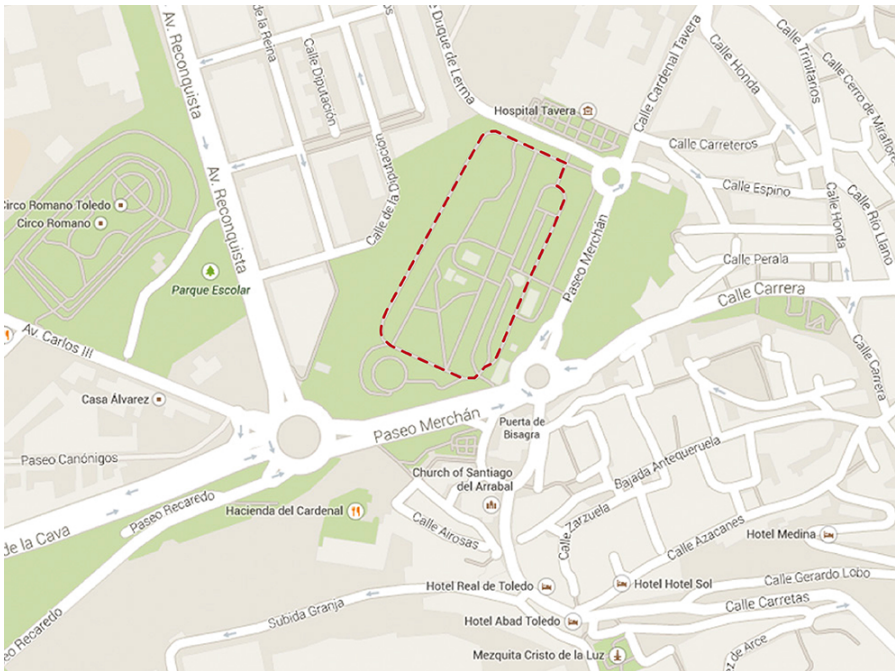 Av. Reconquista
de la Reina
Calle Diputación
e Duque de Lerma
Calle Cardenal Tavera
Calle Honda
Calle Trinitarios
Calle Cerro de Miraflore
Hospital Tavera
Calle Carreteros
Calle Espino
Calle Honda
Calle Río Llano
Circo Romano Toledo
Circo Romano
Av. Reconquista
Calle de la Diputación
Parque Escolar
Paseo Merchán
Calle Perala
Calle Carrera
Av. Carlos III
Calle Carrera
Casa Álvarez
Paseo Merchán
Puerta de
Bisagra
Paseo Canónigos
Church of Santiago
del Arrabal
Bajada Antequeruela
Hacienda del Cardenal
Paseo Recaredo
de la Cava
Calle Airosas
Calle Zarzuela
Calle Azacanes
Hotel Medina
Hotel Real de Toledo
Hotel Hotel Sol
Calle Gerardo Lobo
Calle Carretas
Subida Granja
Hotel Abad Toledo
eo Recaredo
Mezquita Cristo de la Luz
ez de Arce